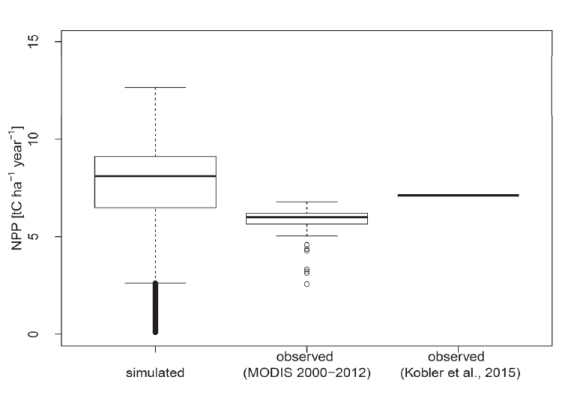 15
10
5
0
NPP [tC ha⁻¹ year⁻¹]
simulated
observed
(MODIS 2000−2012)
observed
(Kobler et al., 2015)